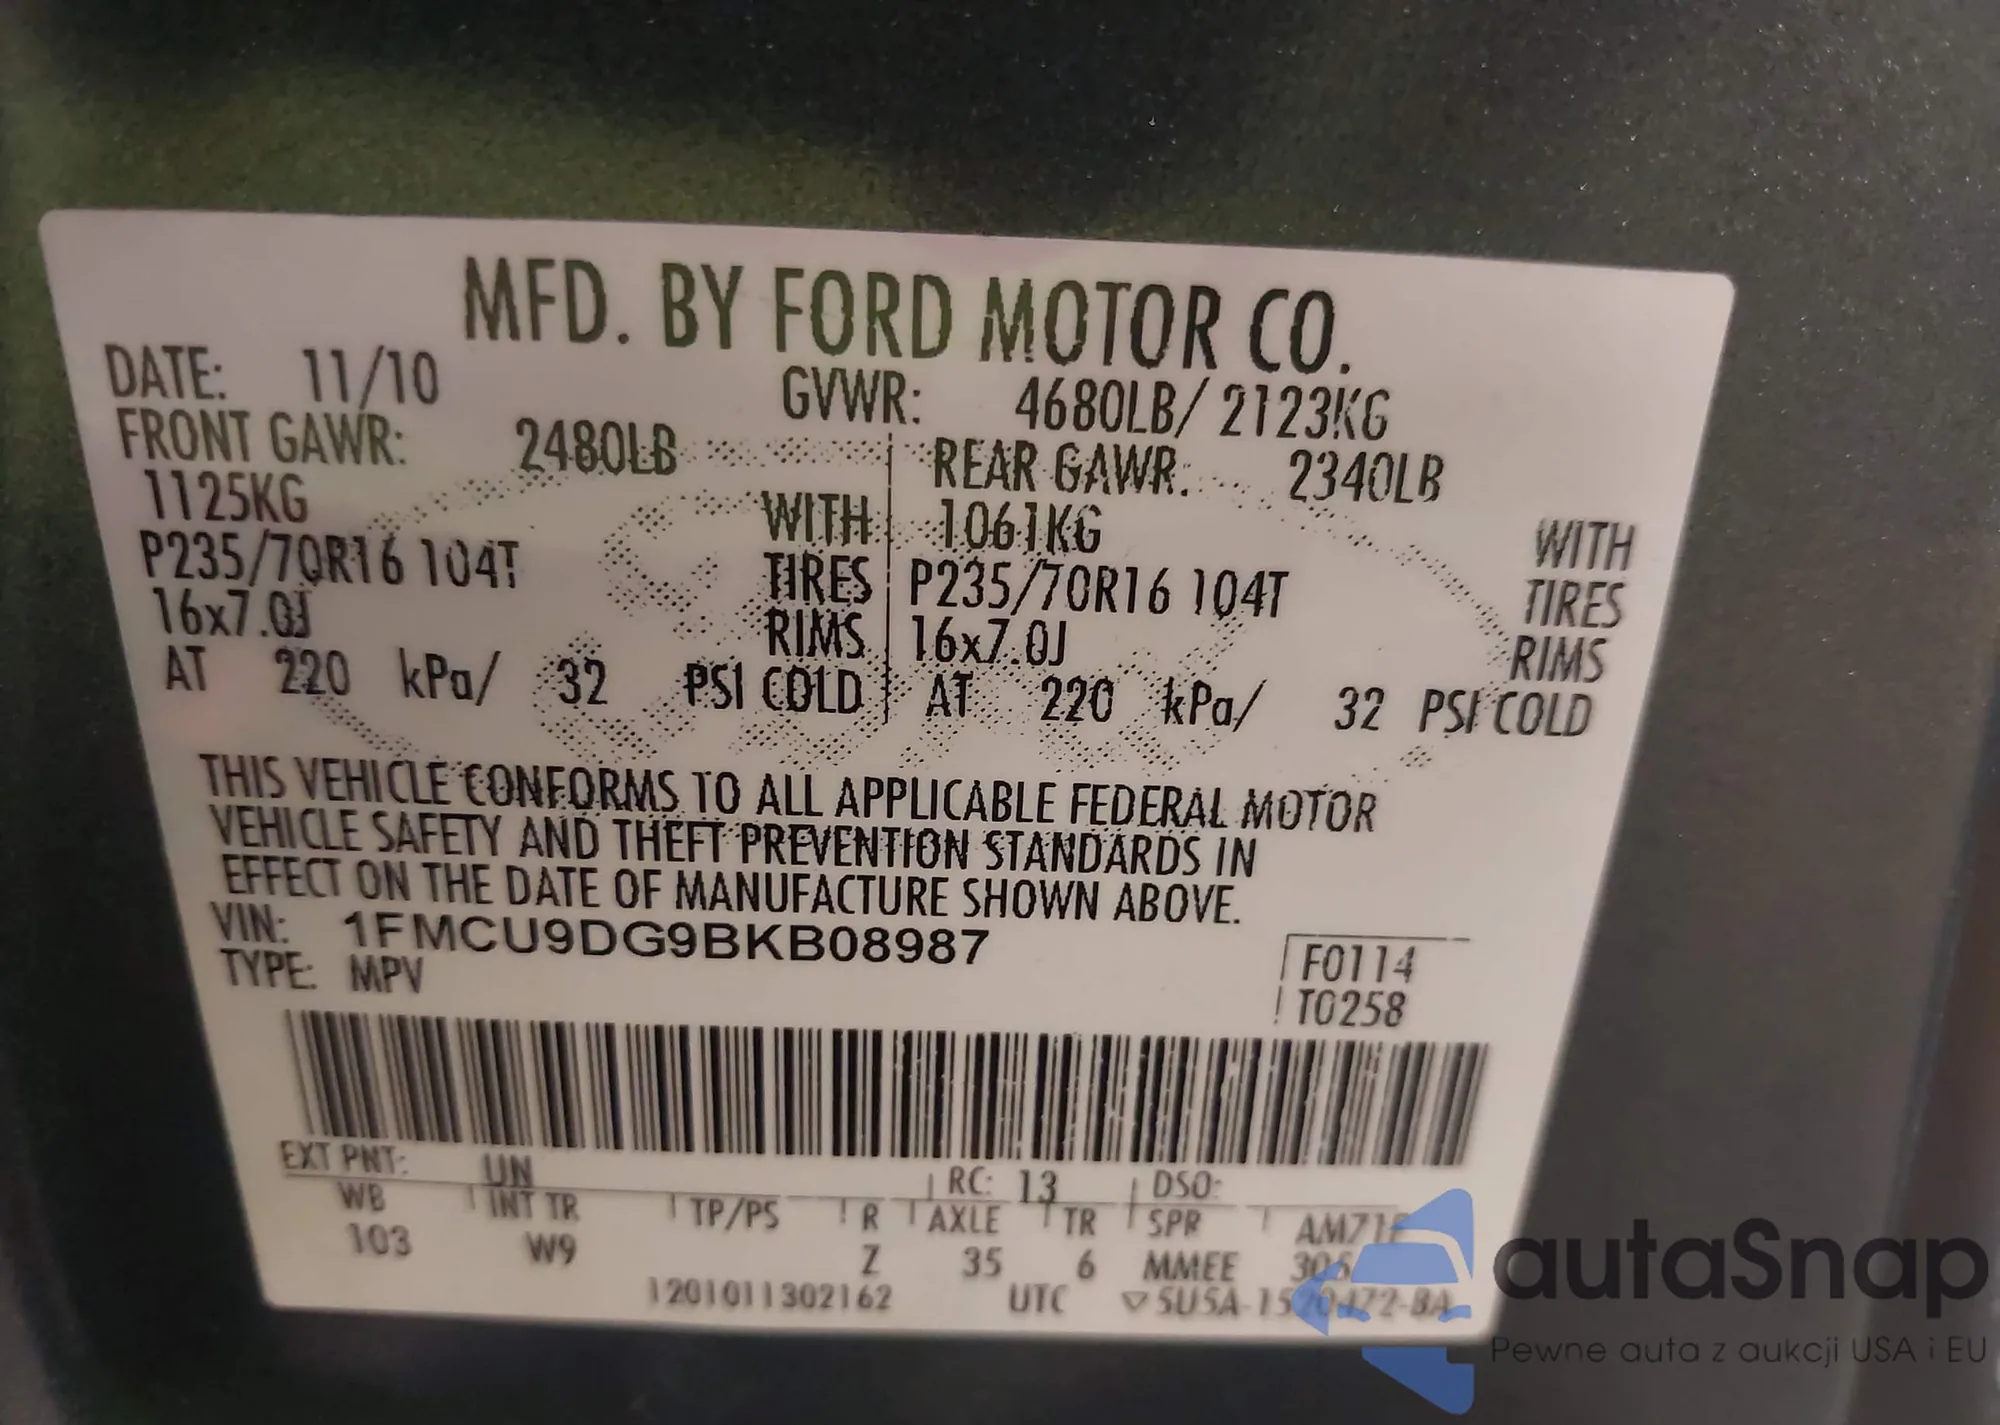 MFD. BY FORD MOTOR CO.
DATE: 11/10 GVWR: 4680LB/ 2123KG
FRONT GAWR: 2480LB REAR GAWR: 2340LB
1125KG WITH 1061KG WITH
P235/70R16 104T TIRES P235/70R16 104T TIRES
16x7.0J RIMS 16x7.0J RIMS
AT 220 kPa/ 32 PSI COLD AT 220 kPa/ 32 PSI COLD
THIS VEHICLE CONFORMS TO ALL APPLICABLE FEDERAL MOTOR
VEHICLE SAFETY AND THEFT PREVENTION STANDARDS IN
EFFECT ON THE DATE OF MANUFACTURE SHOWN ABOVE.
VIN: 1FMCU9DG9BKB08987
TYPE: MPV
F0114
T0258
EXT PNT: UN RC: 13 DSO:
WB INT TR TP/PS R AXLE TR SPR
103 W9 Z 35 6 MMEE
1201011302162 UTC
autaSnap
Pewne auta z aukcji USA i EU